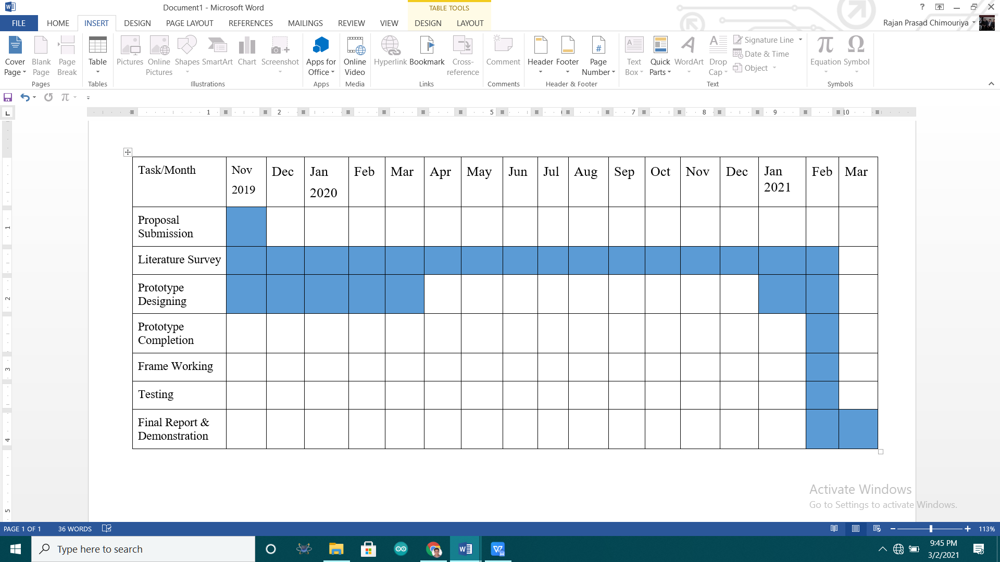 Document1 - Microsoft Word
TABLE TOOLS
?
FILE HOME INSERT DESIGN PAGE LAYOUT REFERENCES MAILINGS REVIEW VIEW DESIGN LAYOUT
Rajan Prasad Chimouriya
Cover Page
Blank Page
Page Break
Pages
Table
Tables
Pictures
Online Pictures
Shapes
SmartArt
Chart
Screenshot
Illustrations
Apps for Office
Apps
Online Video
Media
Hyperlink
Bookmark
Cross-reference
Links
Comment
Comments
Header
Footer
Page Number
Header & Footer
Text Box
Quick Parts
WordArt
Drop Cap
Signature Line
Date & Time
Object
Text
Equation
Symbol
Symbols
1 2 5 7 8 9 10
Task/Month Nov 2019 Dec Jan 2020 Feb Mar Apr May Jun Jul Aug Sep Oct Nov Dec Jan 2021 Feb Mar
Proposal
Submission
Literature Survey
Prototype
Designing
Prototype
Completion
Frame Working
Testing
Final Report &
Demonstration
1
2
3
4
5
Activate Windows
Go to Settings to activate Windows.
PAGE 1 OF 1 36 WORDS
113%
Type here to search
9:45 PM
3/2/2021